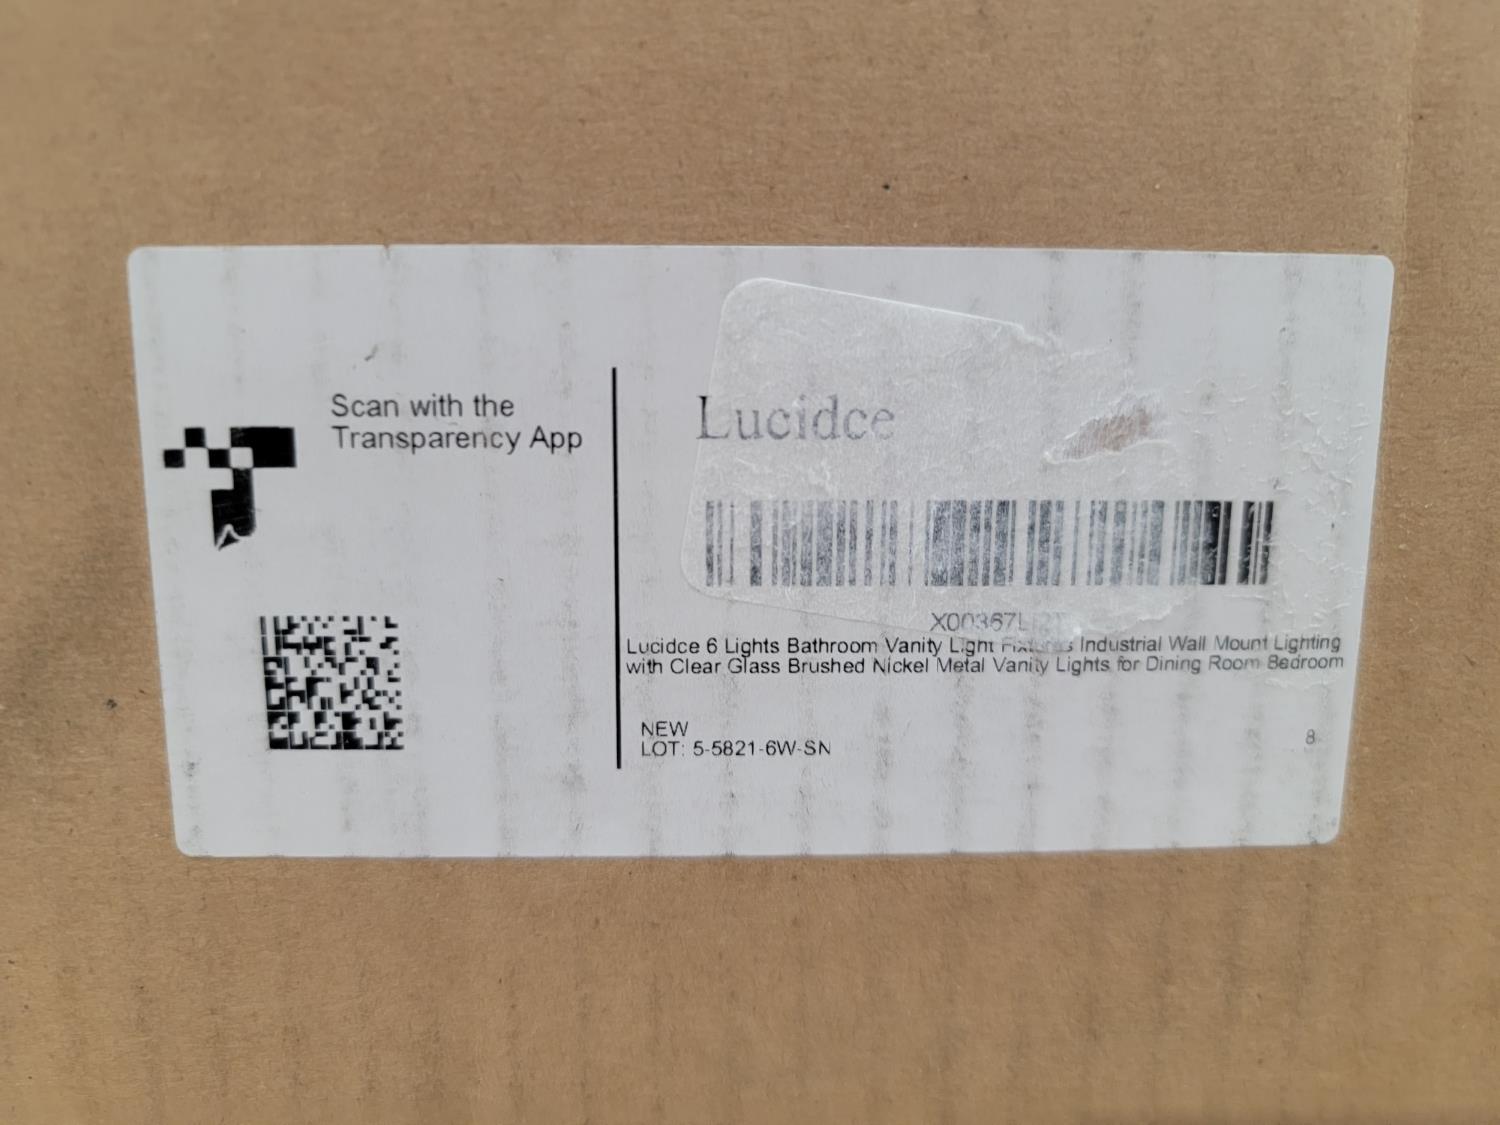 Scan with the
Transparency App
Lucidce
Lucidce 6 Lights Bathroom Vanity Light Fixtures Industrial Wall Mount Lighting
with Clear Glass Brushed Nickel Metal Vanity Lights for Dining Room Bedroom
NEW
LOT: 5-5821-6W-SN
8